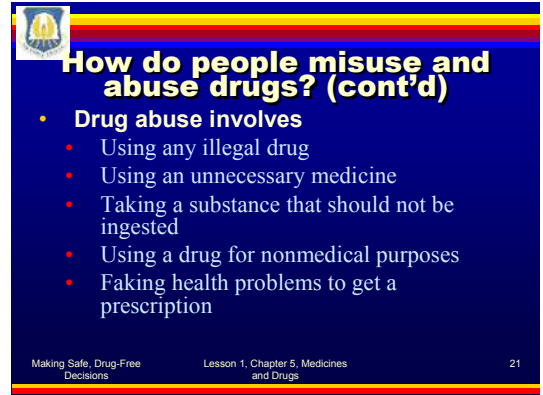 How do people misuse and
abuse drugs? (cont’d)
• Drug abuse involves
• Using any illegal drug
• Using an unnecessary medicine
• Taking a substance that should not be
ingested
• Using a drug for nonmedical purposes
• Faking health problems to get a
prescription
Making Safe, Drug-Free
Decisions
Lesson 1, Chapter 5, Medicines
and Drugs
21